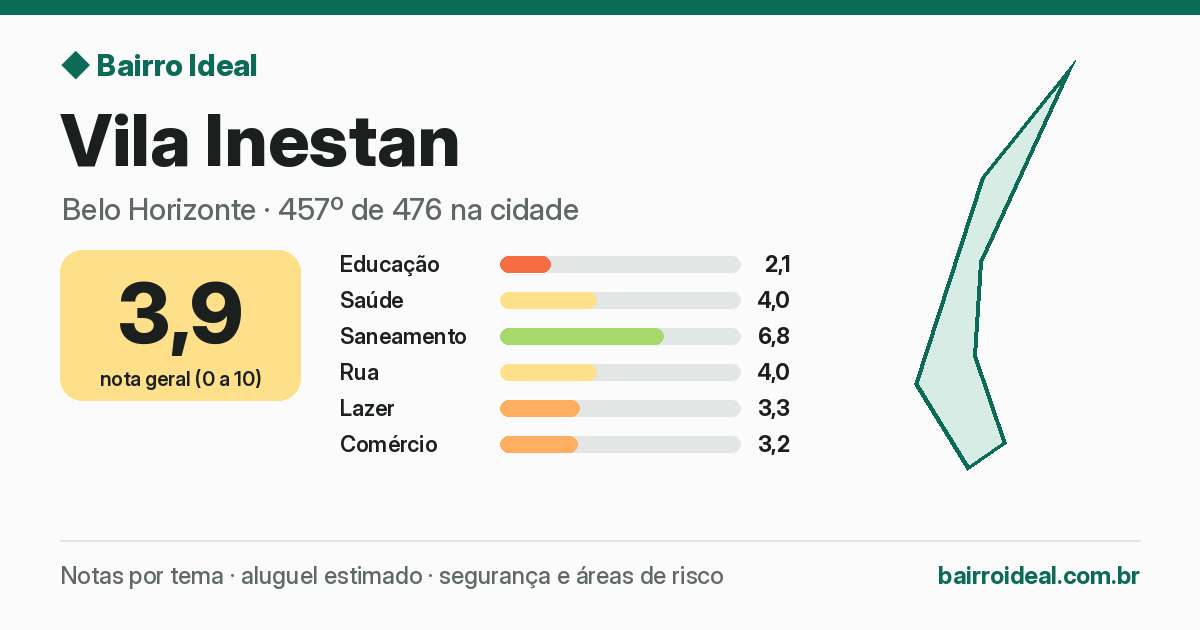 Bairro Ideal
Vila Inestan
Belo Horizonte · 457º de 476 na cidade
3,9
nota geral (0 a 10)
Educação 2,1
Saúde 4,0
Saneamento 6,8
Rua 4,0
Lazer 3,3
Comércio 3,2
Notas por tema · aluguel estimado · segurança e áreas de risco
bairroideal.com.br